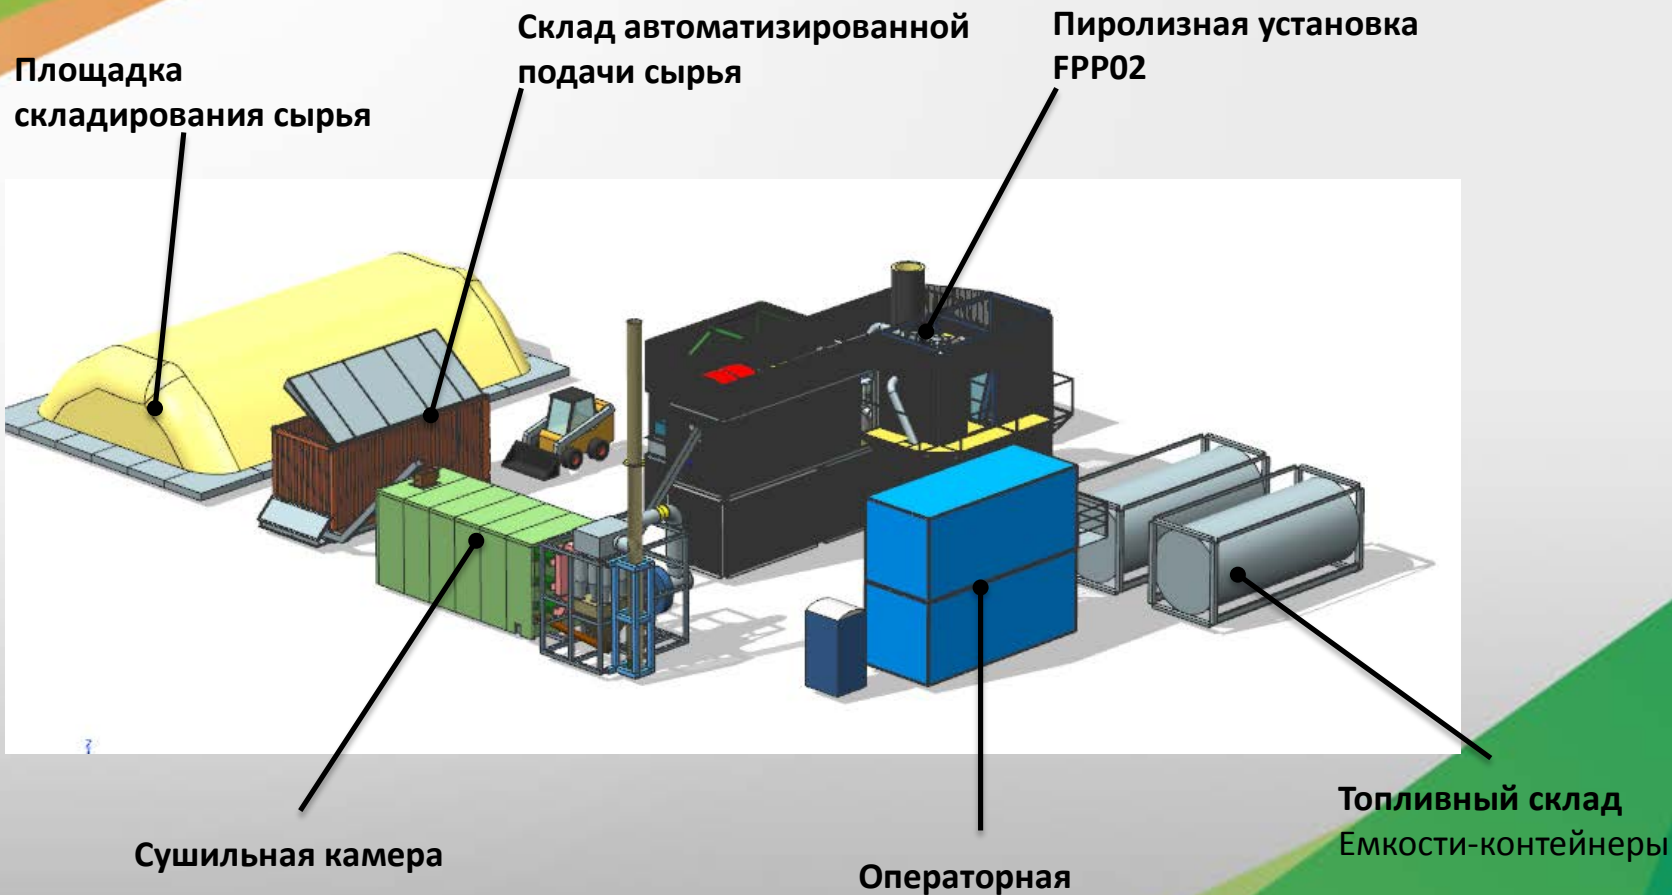 Площадка
складирования сырья
Склад автоматизированной
подачи сырья
Пиролизная установка
FPP02
Сушильная камера
Операторная
Топливный склад
Емкости-контейнеры